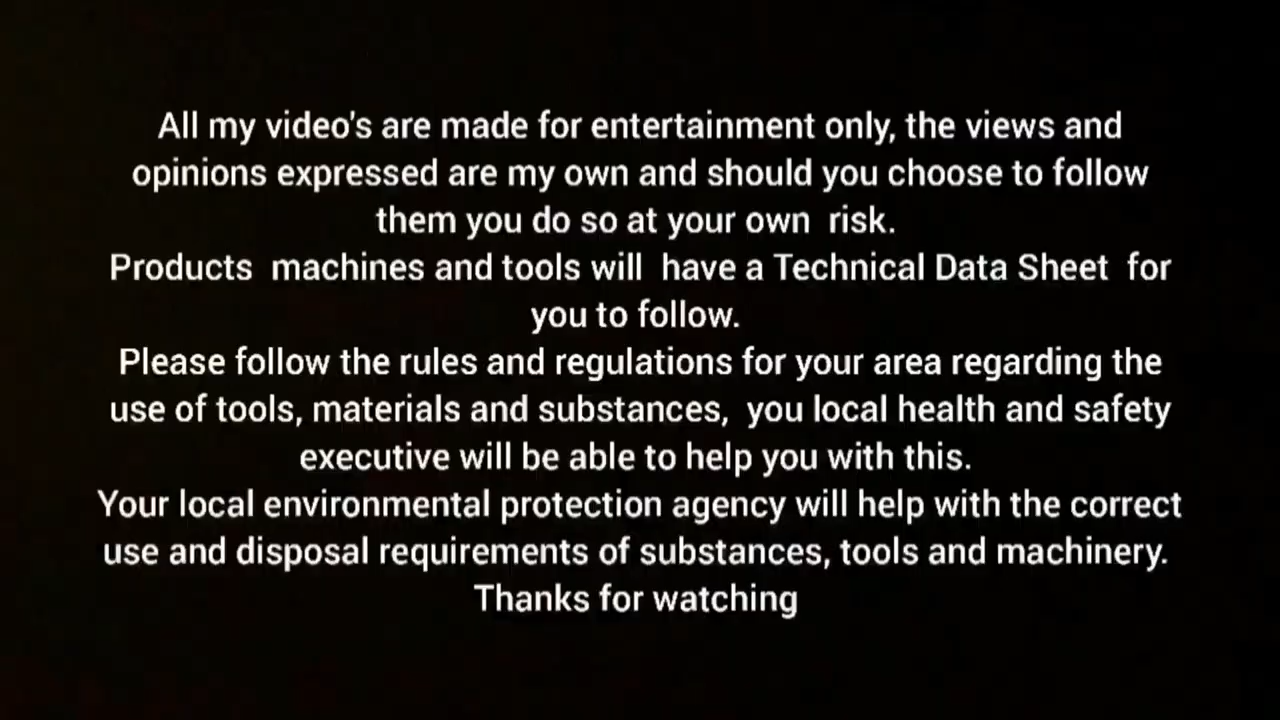 All my video's are made for entertainment only, the views and
opinions expressed are my own and should you choose to follow
them you do so at your own  risk.
Products  machines and tools will  have a Technical Data Sheet  for
you to follow.
Please follow the rules and regulations for your area regarding the
use of tools, materials and substances,  you local health and safety
executive will be able to help you with this.
Your local environmental protection agency will help with the correct
use and disposal requirements of substances, tools and machinery.
Thanks for watching